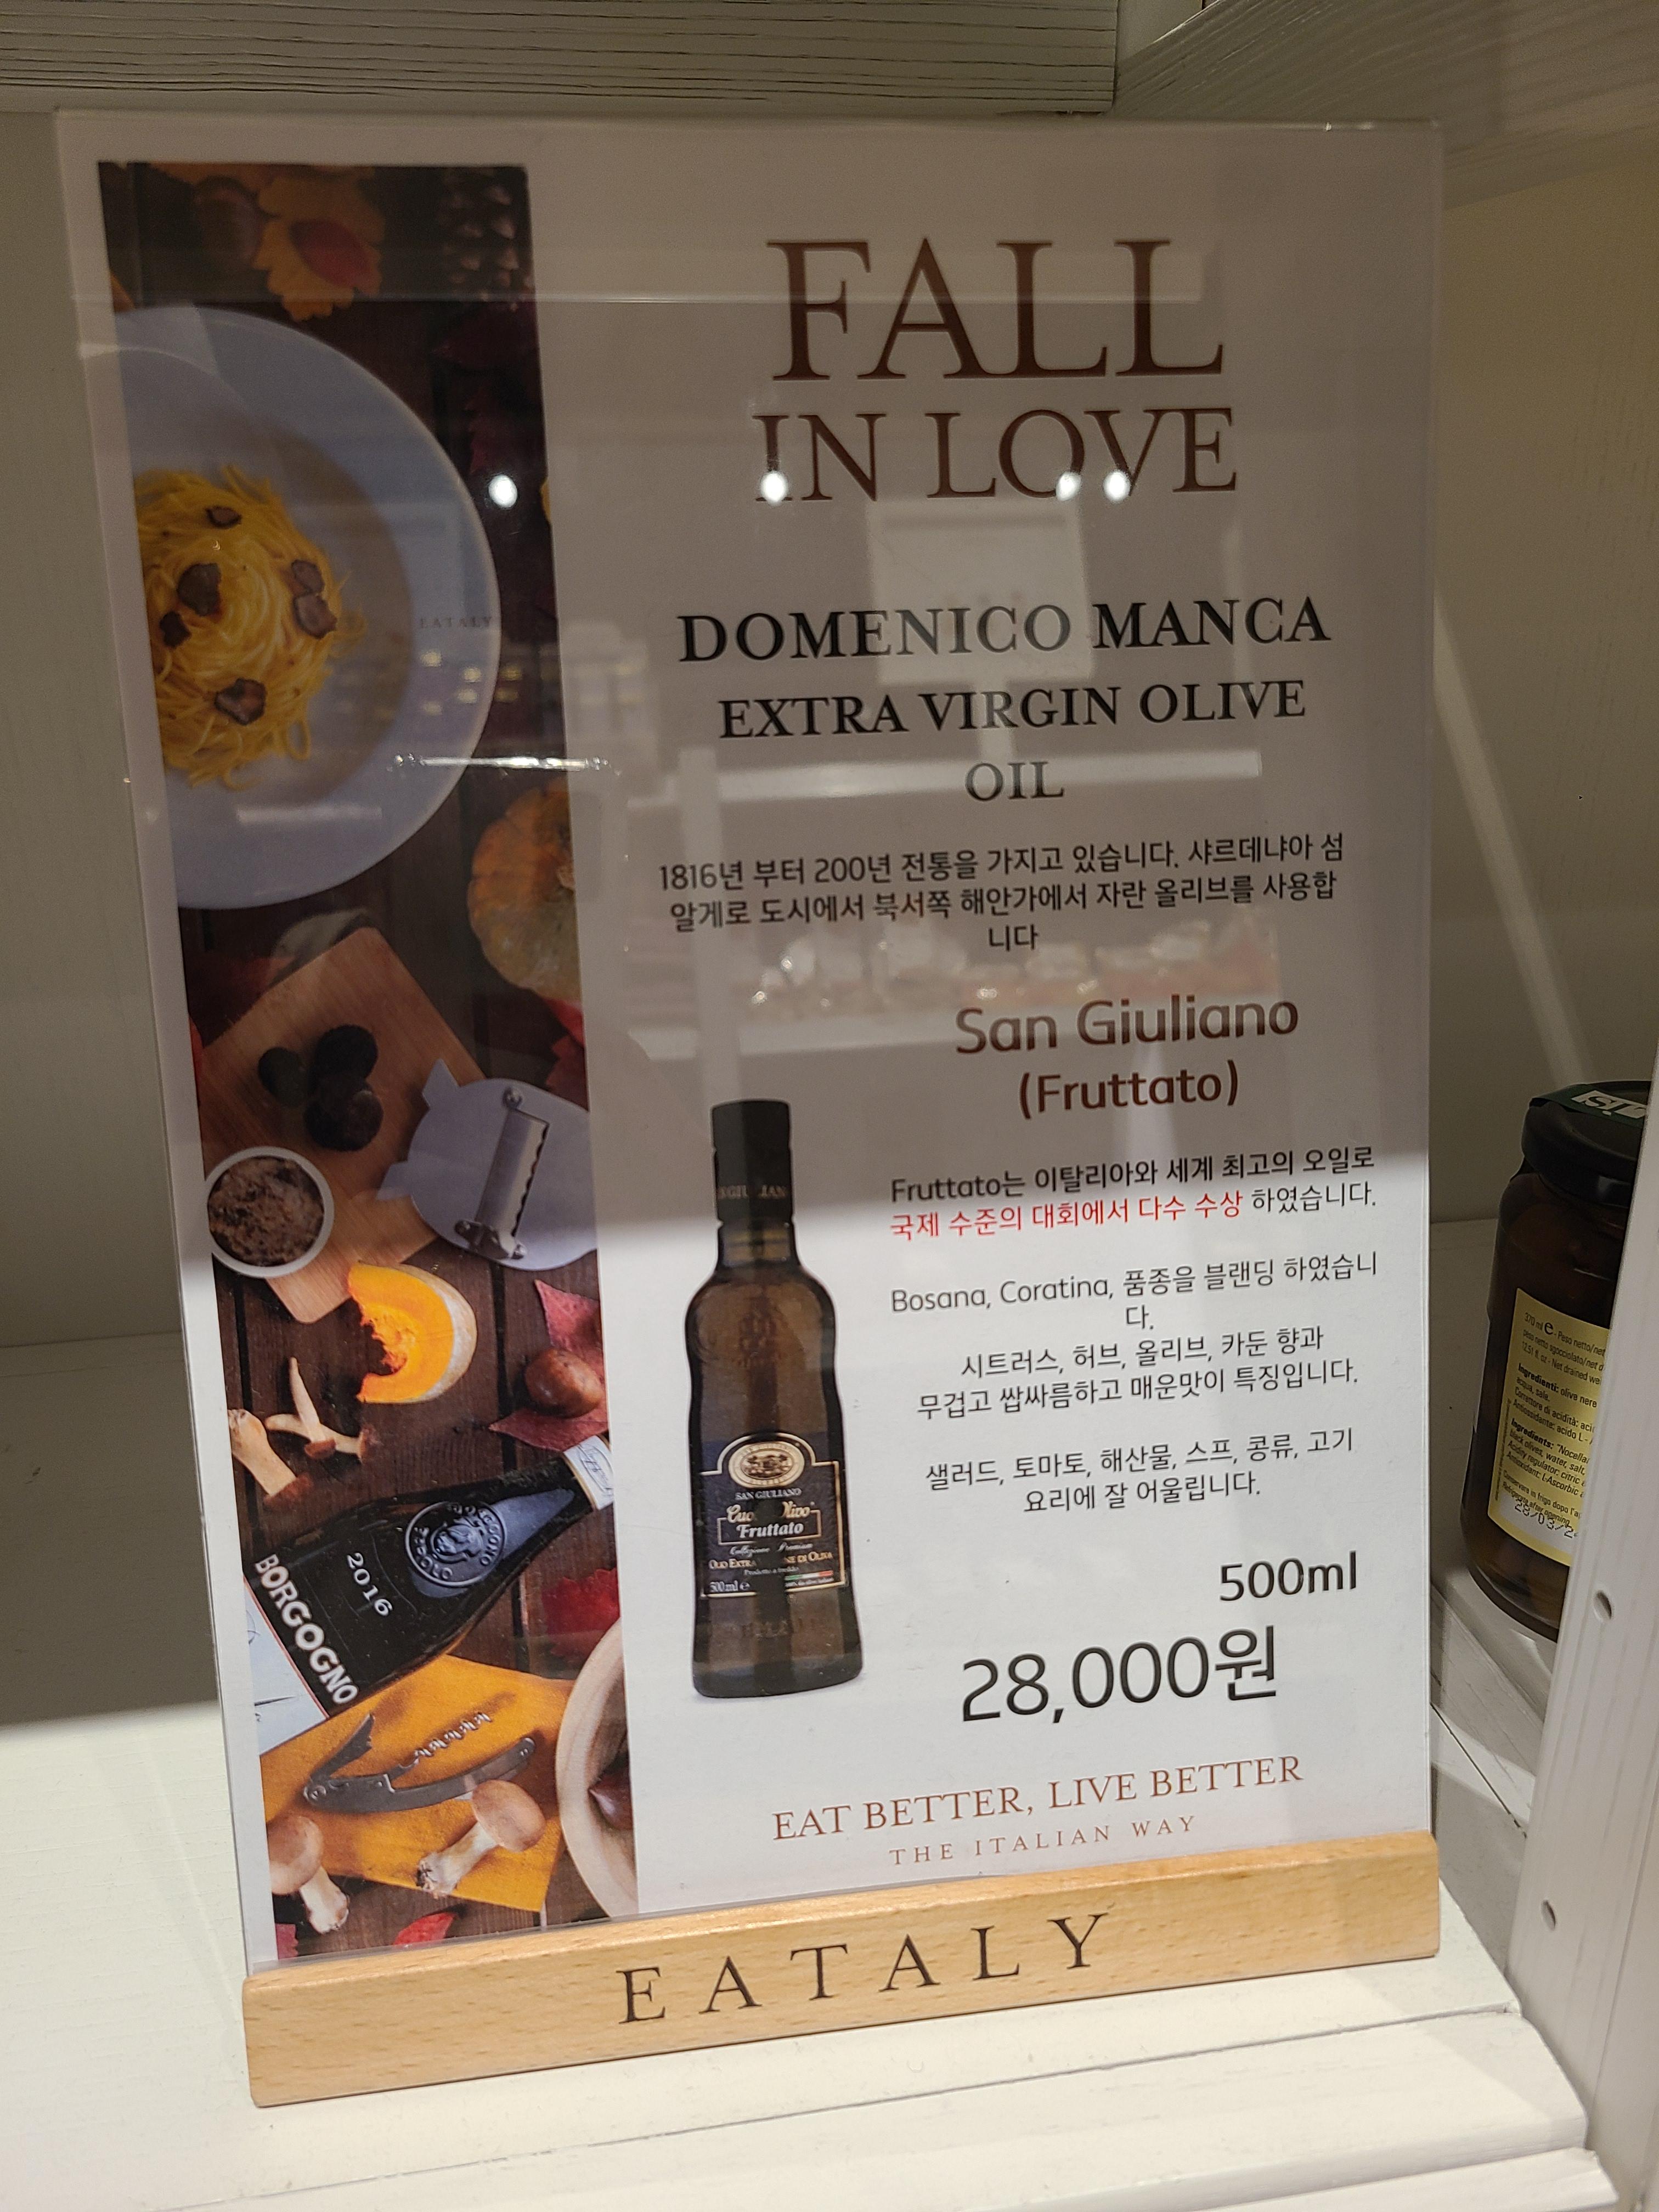 FALL
IN LOVE
DOMENICO MANCA
EXTRA VIRGIN OLIVE
OIL
1816년 부터 200년 전통을 가지고 있습니다. 샤르데냐아 섬
알게로 도시에서 북서쪽 해안가에서 자란 올리브를 사용합
니다
San Giuliano
(Fruttato)
Fruttato는 이탈리아와 세계 최고의 오일로
국제 수준의 대회에서 다수 수상 하였습니다.
Bosana, Coratina, 품종을 블랜딩 하였습니
다.
시트러스, 허브, 올리브, 카둔 향과
무겁고 쌉싸름하고 매운맛이 특징입니다.
샐러드, 토마토, 해산물, 스프, 콩류, 고기
요리에 잘 어울립니다.
500ml
28,000원
EAT BETTER, LIVE BETTER
THE ITALIAN WAY
EATALY
EATALY
BORGOGNO
2016
SAN GIULIANO
Fruttato
500ml e